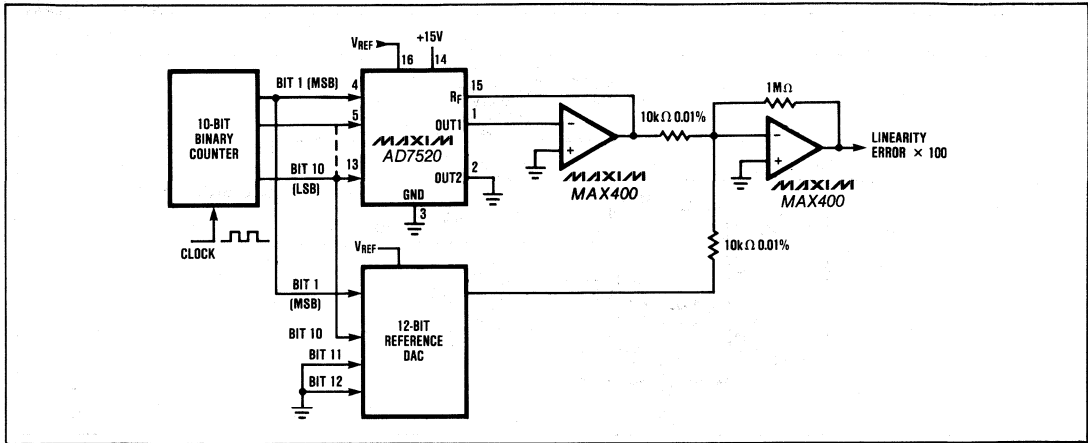 VREF
+15V
16
14
BIT 1 (MSB)
4
15
RF
1MΩ
5
1
OUT1
10kΩ 0.01%
10-BIT
BINARY
COUNTER
MAXIM
AD7520
−
+
−
+
LINEARITY
ERROR × 100
BIT 10
(LSB)
13
2
OUT2
MAXIM
MAX400
MAXIM
MAX400
GND
3
CLOCK
VREF
10kΩ 0.01%
BIT 1
(MSB)
12-BIT
REFERENCE
DAC
BIT 10
BIT 11
BIT 12